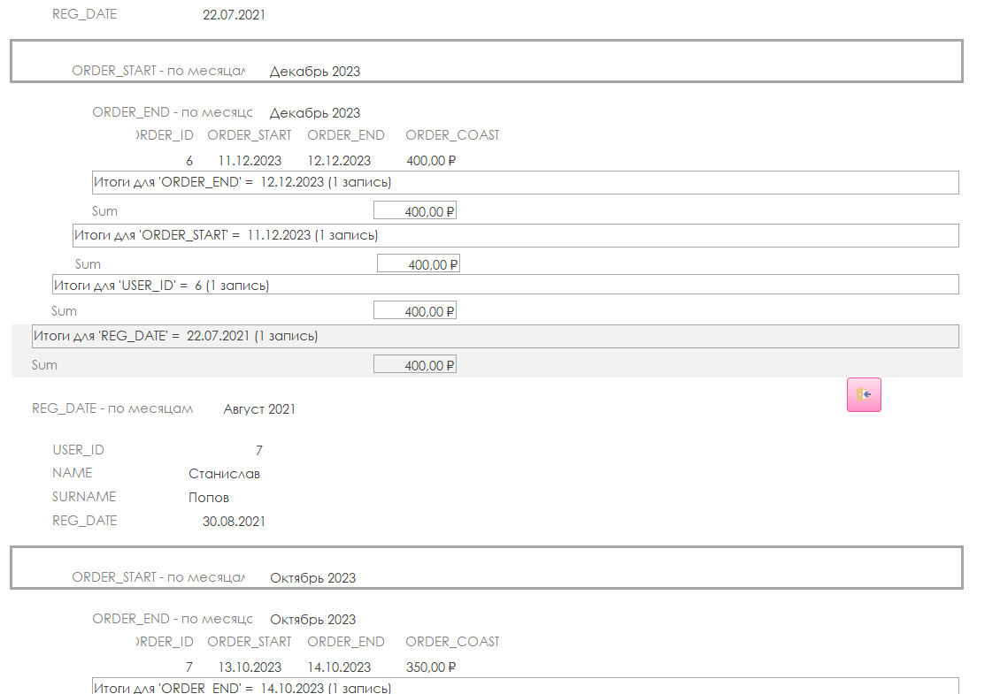 REG_DATE 22.07.2021
ORDER_START - по месяцам Декабрь 2023
ORDER_END - по месяцс Декабрь 2023
RDER_ID ORDER_START ORDER_END ORDER_COAST
6 11.12.2023 12.12.2023 400,00 ₽
Итоги для 'ORDER_END' = 12.12.2023 (1 запись)
Sum 400,00 ₽
Итоги для 'ORDER_START' = 11.12.2023 (1 запись)
Sum 400,00 ₽
Итоги для 'USER_ID' = 6 (1 запись)
Sum 400,00 ₽
Итоги для 'REG_DATE' = 22.07.2021 (1 запись)
Sum 400,00 ₽
REG_DATE - по месяцам Август 2021
USER_ID 7
NAME Станислав
SURNAME Попов
REG_DATE 30.08.2021
ORDER_START - по месяцам Октябрь 2023
ORDER_END - по месяцс Октябрь 2023
RDER_ID ORDER_START ORDER_END ORDER_COAST
7 13.10.2023 14.10.2023 350,00 ₽
Итоги для 'ORDER_END' = 14.10.2023 (1 запись)